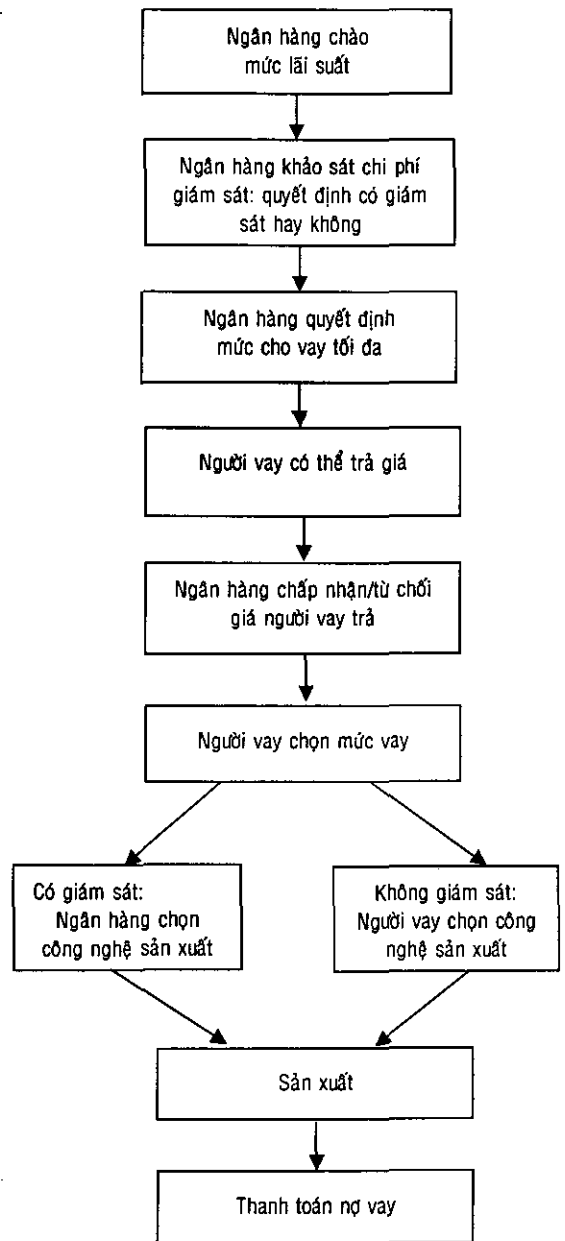 Ngân hàng chào
mức lãi suất
Ngân hàng khảo sát chi phí
giám sát: quyết định có giám
sát hay không
Ngân hàng quyết định
mức cho vay tối đa
Người vay có thể trả giá
Ngân hàng chấp nhận/từ chối
giá người vay trả
Người vay chọn mức vay
Có giám sát:
Ngân hàng chọn
công nghệ sản xuất
Không giám sát:
Người vay chọn công
nghệ sản xuất
Sản xuất
Thanh toán nợ vay